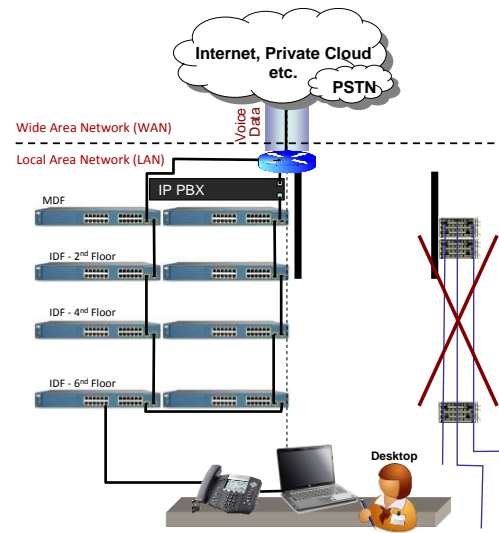 Internet, Private Cloud
etc.
PSTN
Voice
Data
Wide Area Network (WAN)
Local Area Network (LAN)
IP PBX
MDF
IDF - 2nd Floor
IDF - 4nd Floor
IDF - 6nd Floor
Desktop